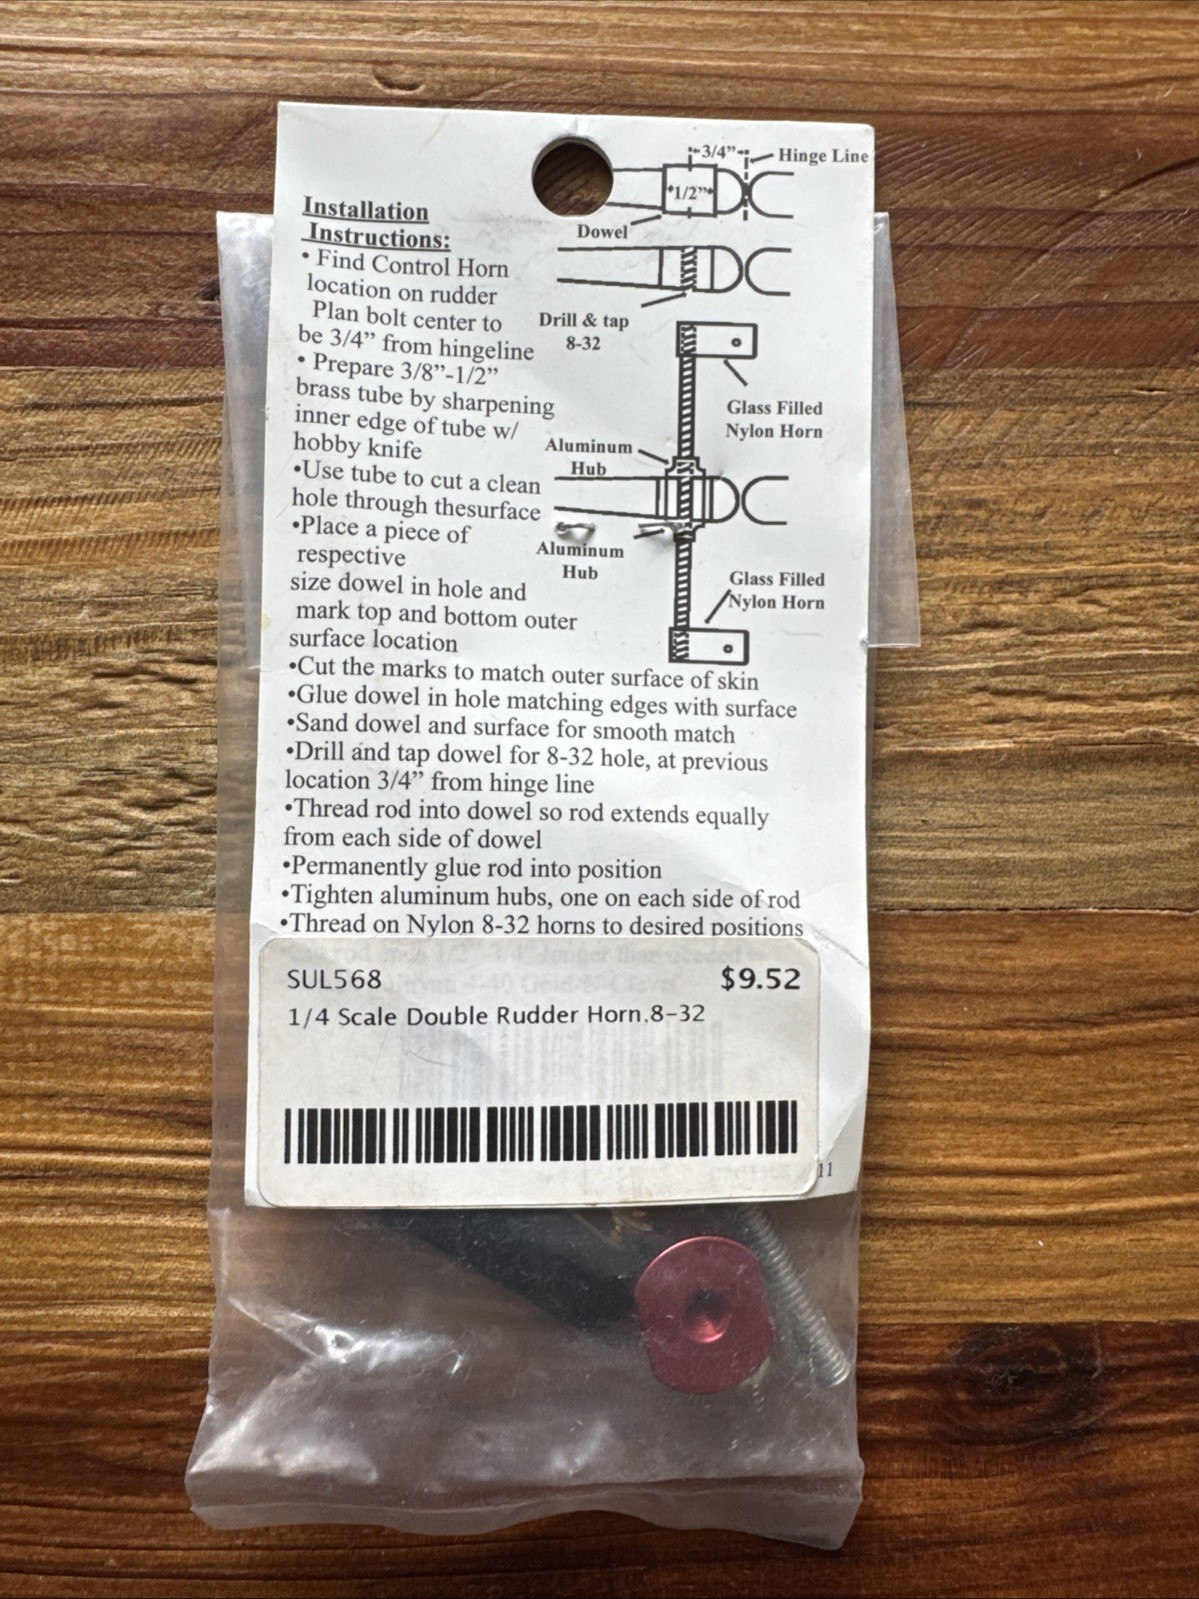 3/4"
Hinge Line
1/2"
Dowel
Installation
Instructions:
• Find Control Horn
location on rudder
Plan bolt center to
be 3/4” from hingeline
• Prepare 3/8”-1/2”
brass tube by sharpening
inner edge of tube w/
hobby knife
•Use tube to cut a clean
hole through thesurface
•Place a piece of
respective
size dowel in hole and
mark top and bottom outer
surface location
Drill & tap
8-32
Glass Filled
Nylon Horn
Aluminum
Hub
Aluminum
Hub
Glass Filled
Nylon Horn
•Cut the marks to match outer surface of skin
•Glue dowel in hole matching edges with surface
•Sand dowel and surface for smooth match
•Drill and tap dowel for 8-32 hole, at previous
location 3/4” from hinge line
•Thread rod into dowel so rod extends equally
from each side of dowel
•Permanently glue rod into position
•Tighten aluminum hubs, one on each side of rod
•Thread on Nylon 8-32 horns to desired positions
SUL568 $9.52
1/4 Scale Double Rudder Horn,8-32
11